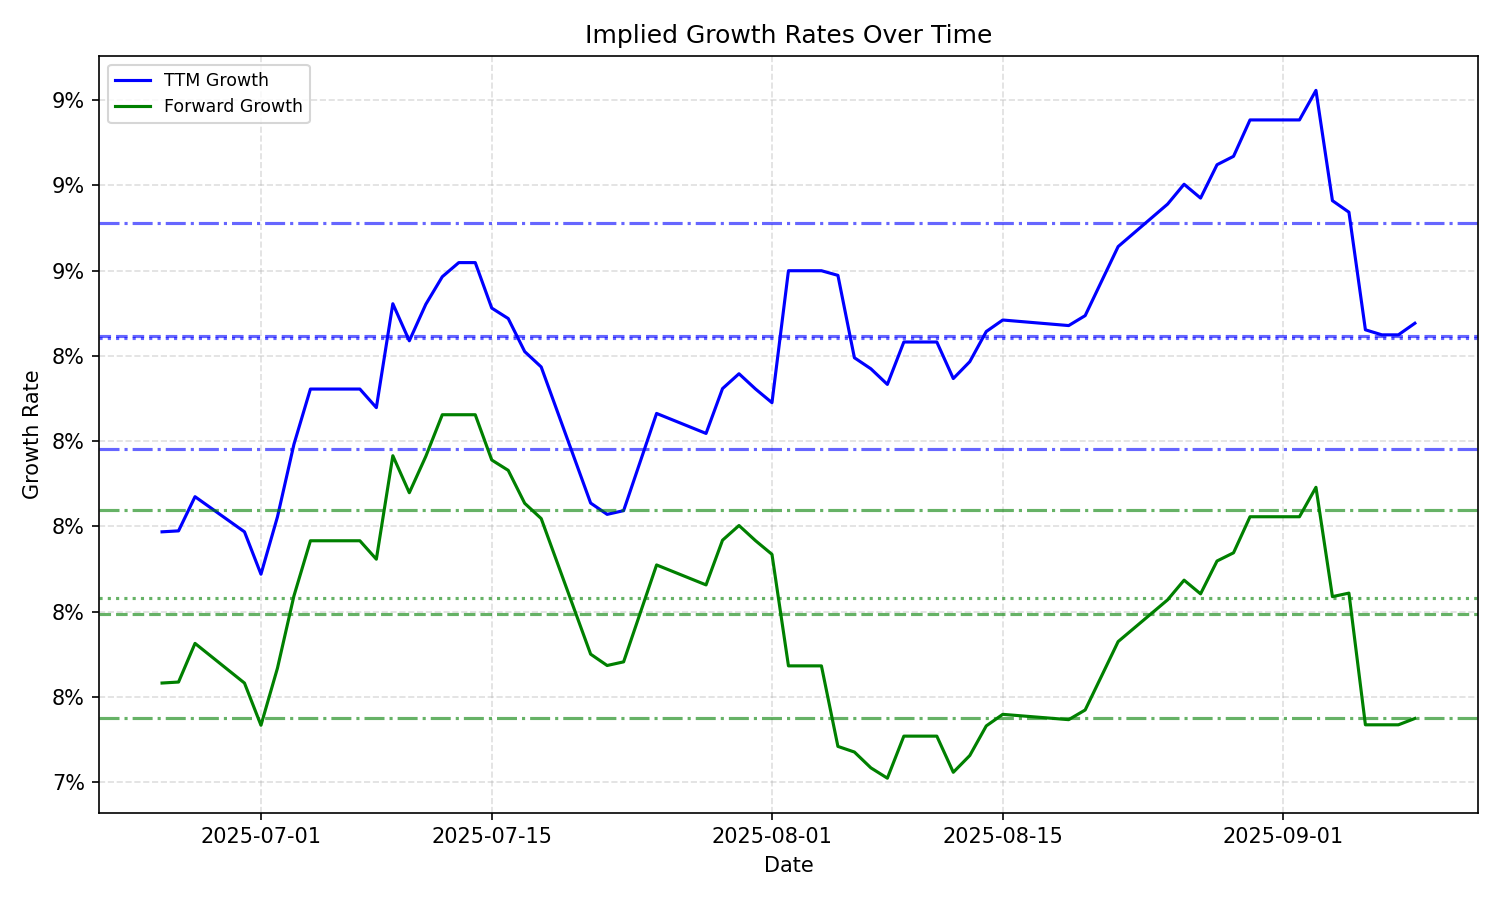 Implied Growth Rates Over Time
TTM Growth
Forward Growth
9%
9%
9%
8%
8%
8%
8%
8%
7%
Growth Rate
2025-07-01
2025-07-15
2025-08-01
2025-08-15
2025-09-01
Date